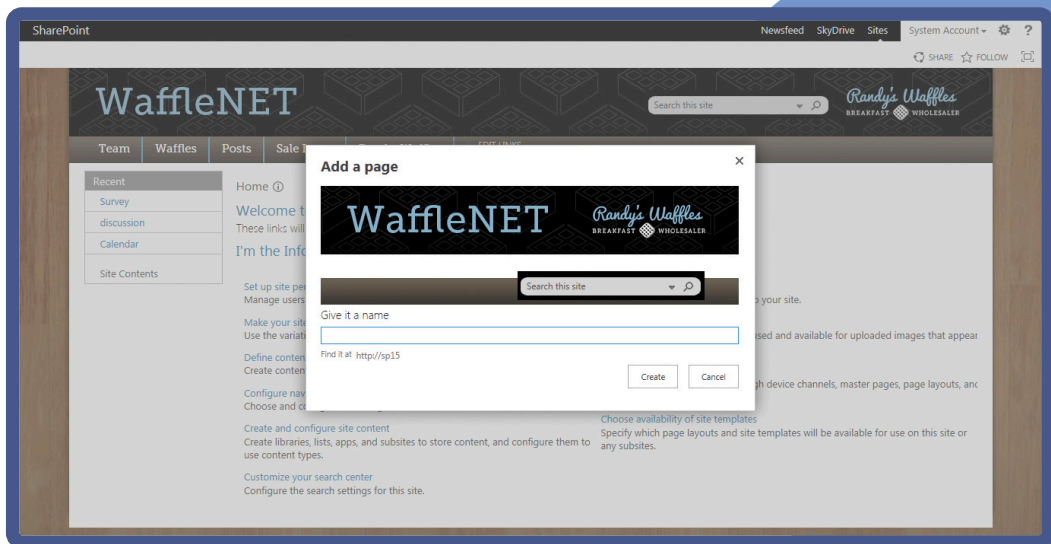 SharePoint
Newsfeed SkyDrive Sites System Account ?
SHARE FOLLOW
WaffleNET
Search this site
Randy's Waffles
BREAKFAST WHOLESALER
Team Waffles Posts Sale
EDIT LINKS
Recent
Survey
discussion
Calendar
Site Contents
Home
Welcome t
These links will
I'm the Info
Set up site per
Manage users
Make your site
Use the variati
Define conten
Create conten
Configure nav
Choose and co
Create and configure site content
Create libraries, lists, apps, and subsites to store content, and configure them to
use content types.
Customize your search center
Configure the search settings for this site.
your site.
used and available for uploaded images that appear
gh device channels, master pages, page layouts, and
Choose availability of site templates
Specify which page layouts and site templates will be available for use on this site or
any subsites.
Add a page
WaffleNET
Randy's Waffles
BREAKFAST WHOLESALER
Search this site
Give it a name
Find it at http://sp15
Create Cancel